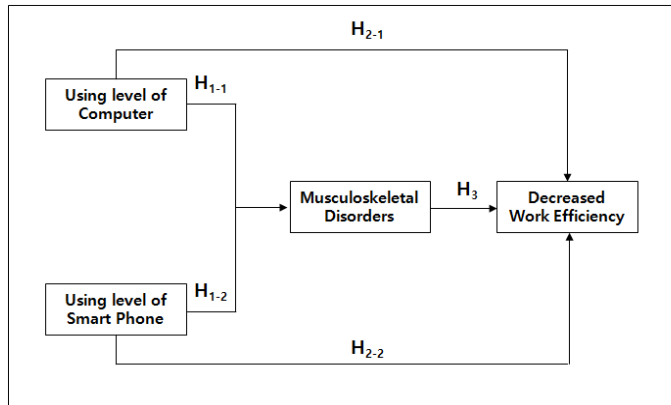 H2-1
Using level of
Computer
H1-1
Musculoskeletal
Disorders
H3
Decreased
Work Efficiency
Using level of
Smart Phone
H1-2
H2-2